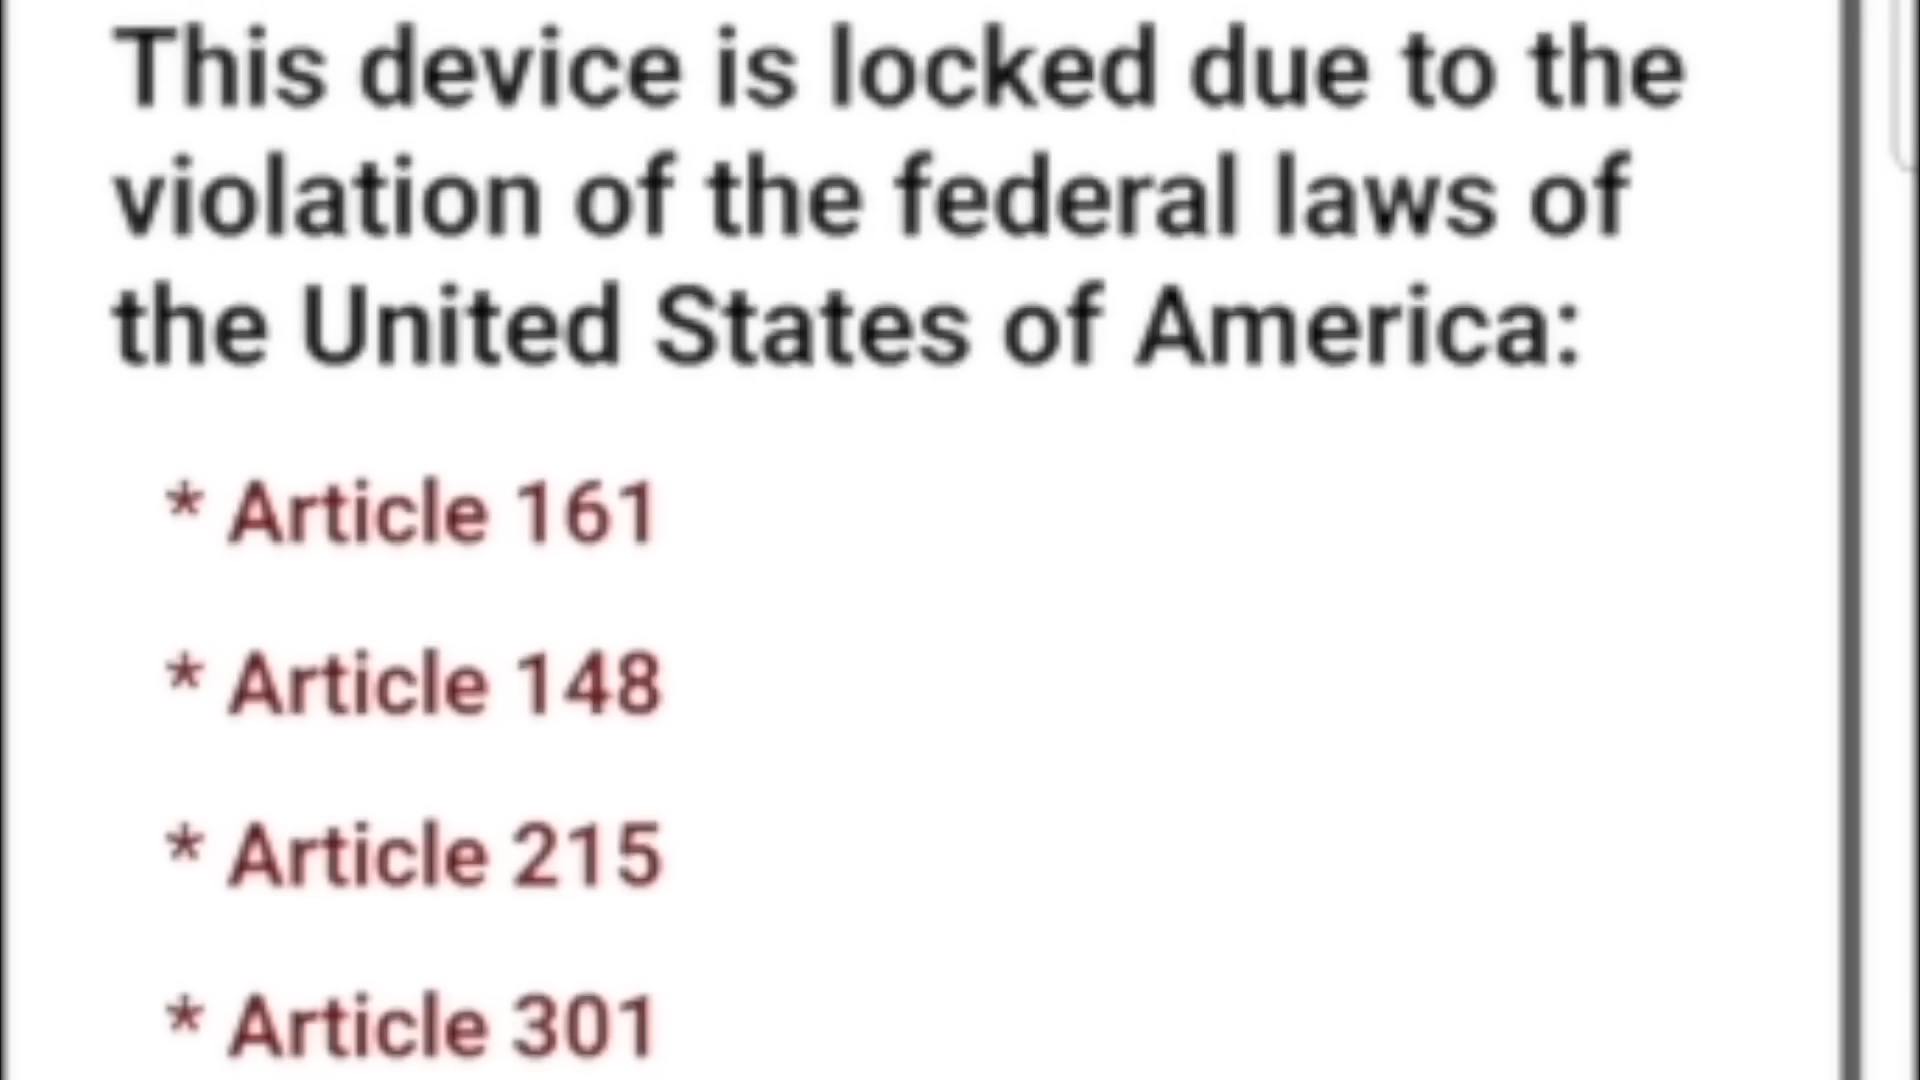 This device is locked due to the
violation of the federal laws of
the United States of America:
* Article 161
* Article 148
* Article 215
* Article 301